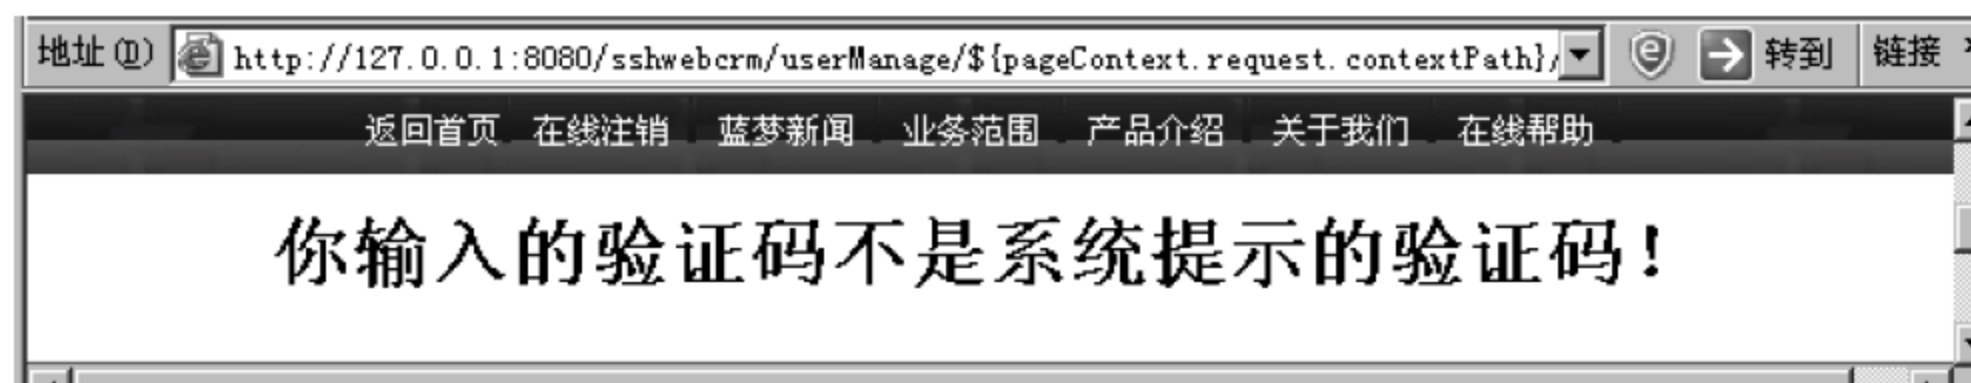 地址(D) http://127.0.0.1:8080/sshwebcrm/userManage/${pageContext.request.contextPath}/ 转到 链接
返回首页 在线注销 蓝梦新闻 业务范围 产品介绍 关于我们 在线帮助
你输入的验证码不是系统提示的验证码!